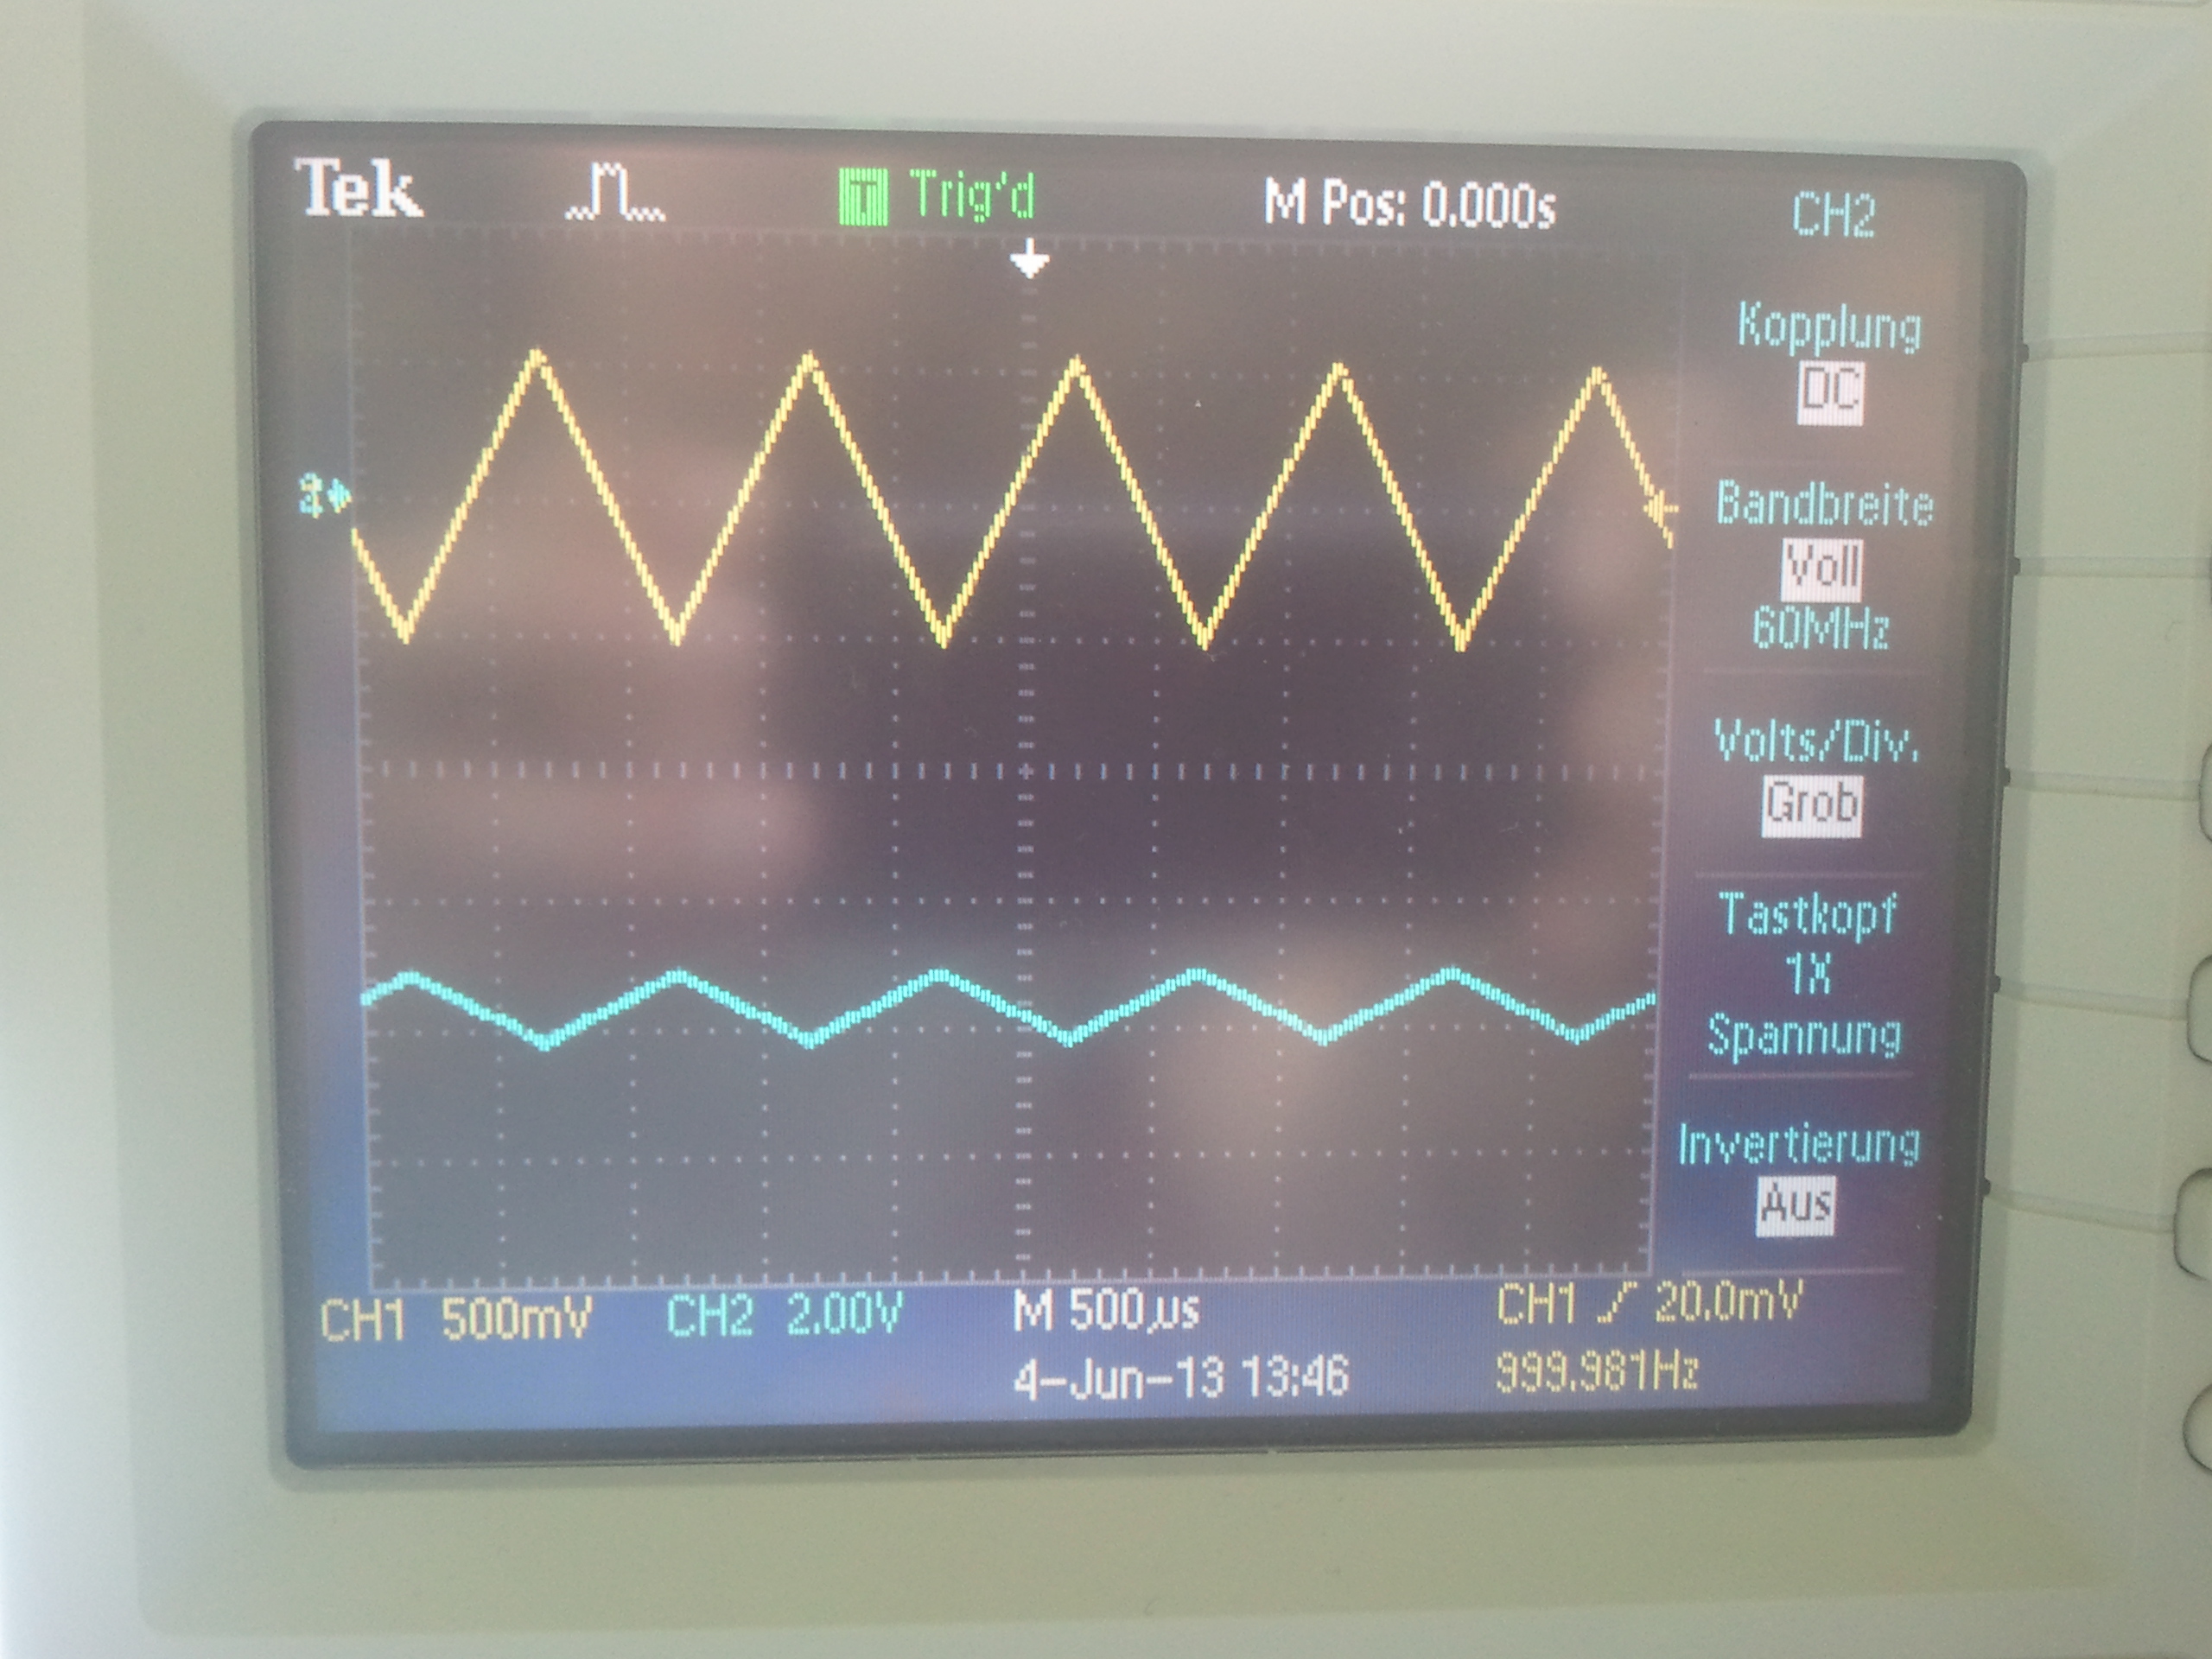 Tek Trig'd M Pos: 0.000s CH2
Kopplung
DC
Bandbreite
Voll
60MHz
Volts/Div.
Grob
Tastkopf
1X
Spannung
Invertierung
Aus
CH1 500mV CH2 2.00V M 500µs CH1 20.0mV
4-Jun-13 13:46 999.981Hz